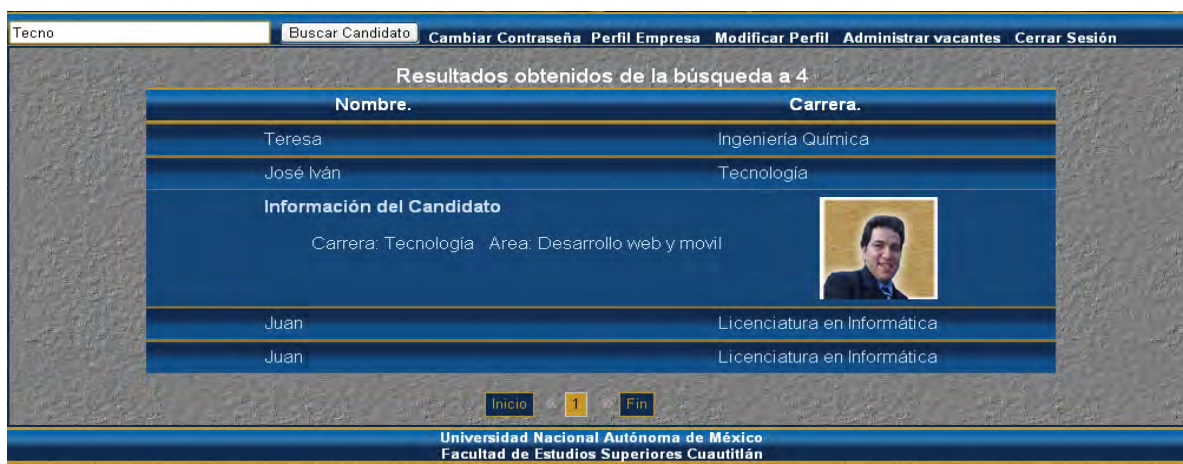 Tecno Buscar Candidato Cambiar Contraseña Perfil Empresa Modificar Perfil Administrar vacantes Cerrar Sesión
Resultados obtenidos de la búsqueda a 4
Nombre. Carrera.
Teresa Ingeniería Química
José Iván Tecnología
Información del Candidato
Carrera: Tecnología Area: Desarrollo web y movil
Juan Licenciatura en Informática
Juan Licenciatura en Informática
Inicio « 1 » Fin
Universidad Nacional Autónoma de México
Facultad de Estudios Superiores Cuautitlán